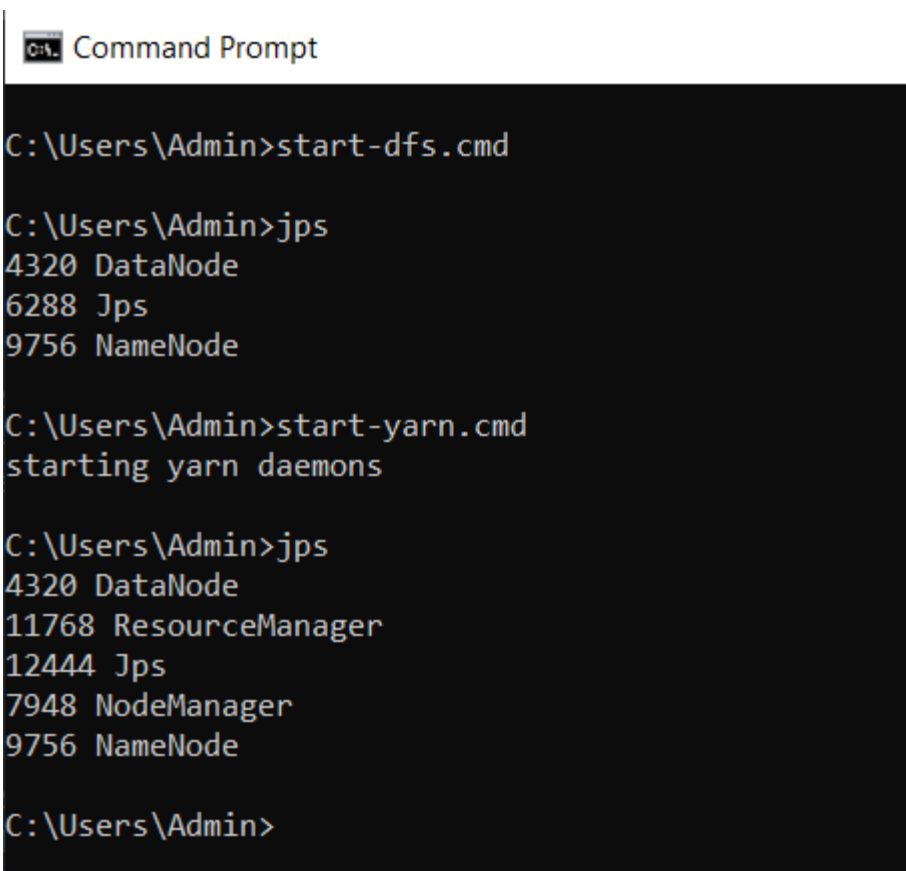 Command Prompt
C:\Users\Admin>start-dfs.cmd
C:\Users\Admin>jps
4320 DataNode
6288 Jps
9756 NameNode
C:\Users\Admin>start-yarn.cmd
starting yarn daemons
C:\Users\Admin>jps
4320 DataNode
11768 ResourceManager
12444 Jps
7948 NodeManager
9756 NameNode
C:\Users\Admin>